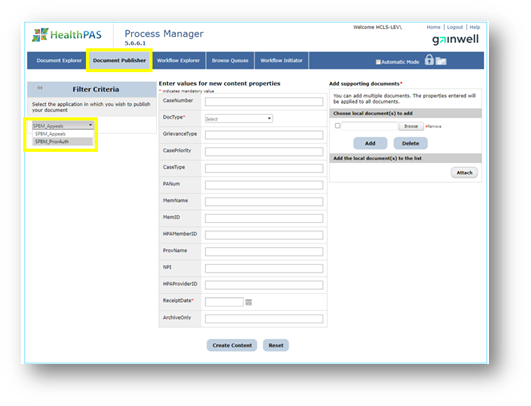 HealthPAS
Process Manager
5.6.6.1
Welcome HCLS-LEV\
Home | Logout | Help
gainwell
Document Explorer
Document Publisher
Workflow Explorer
Browse Queues
Workflow Initiator
Automatic Mode
Filter Criteria
Select the application in which you wish to publish
your document
SPBM_Appeals
SPBM_Appeals
SPBM_PriorAuth
Enter values for new content properties
* indicates mandatory value
CaseNumber
DocType*
Select
GrievanceType
CasePriority
CaseType
PANum
MemName
MemID
HPAMemberID
ProvName
NPI
HPAProviderID
ReceiptDate*
ArchiveOnly
Create Content
Reset
Add supporting documents*
You can add multiple documents. The properties entered will
be applied to all documents.
Choose local document(s) to add
Browse
*Remove
Add
Delete
Add the local document(s) to the list
Attach